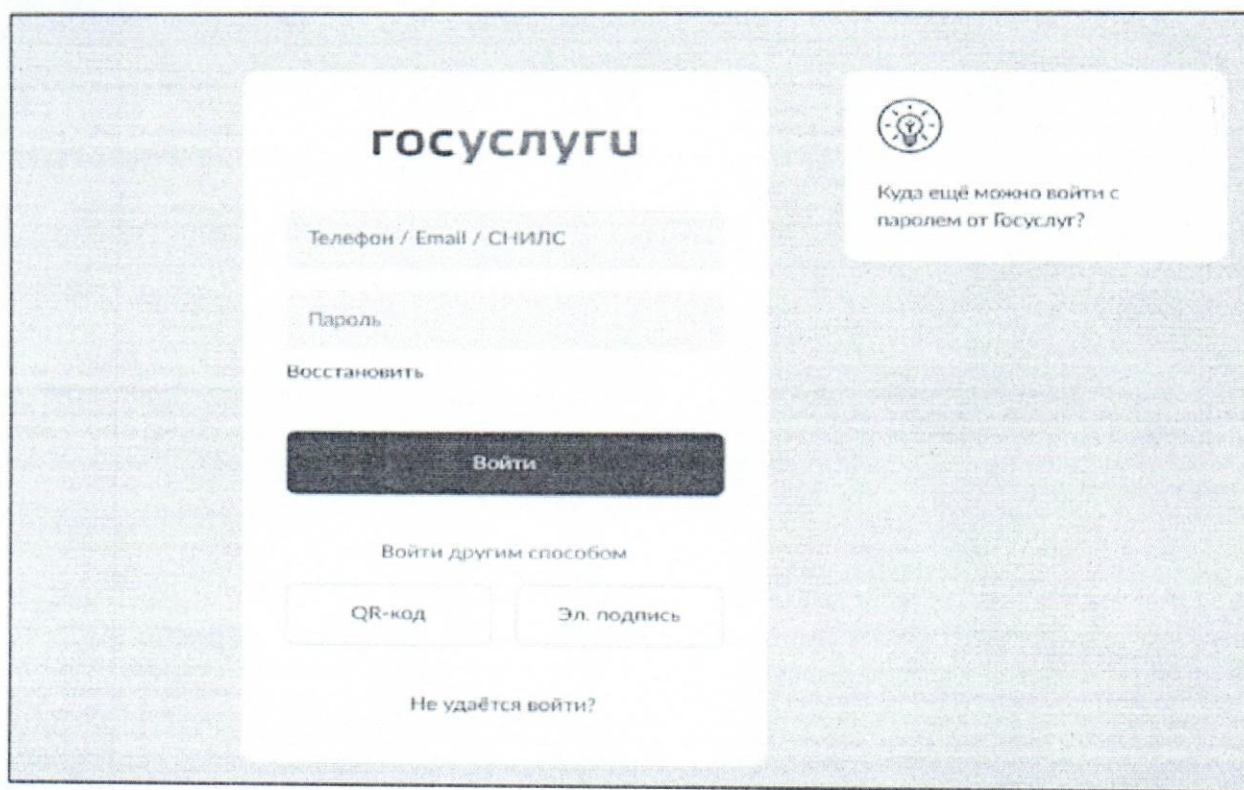 госуслуги
Телефон / Email / СНИЛС
Пароль
Восстановить
Войти
Войти другим способом
QR-код
Эл. подпись
Не удаётся войти?
Куда ещё можно войти с
паролем от Госуслуг?